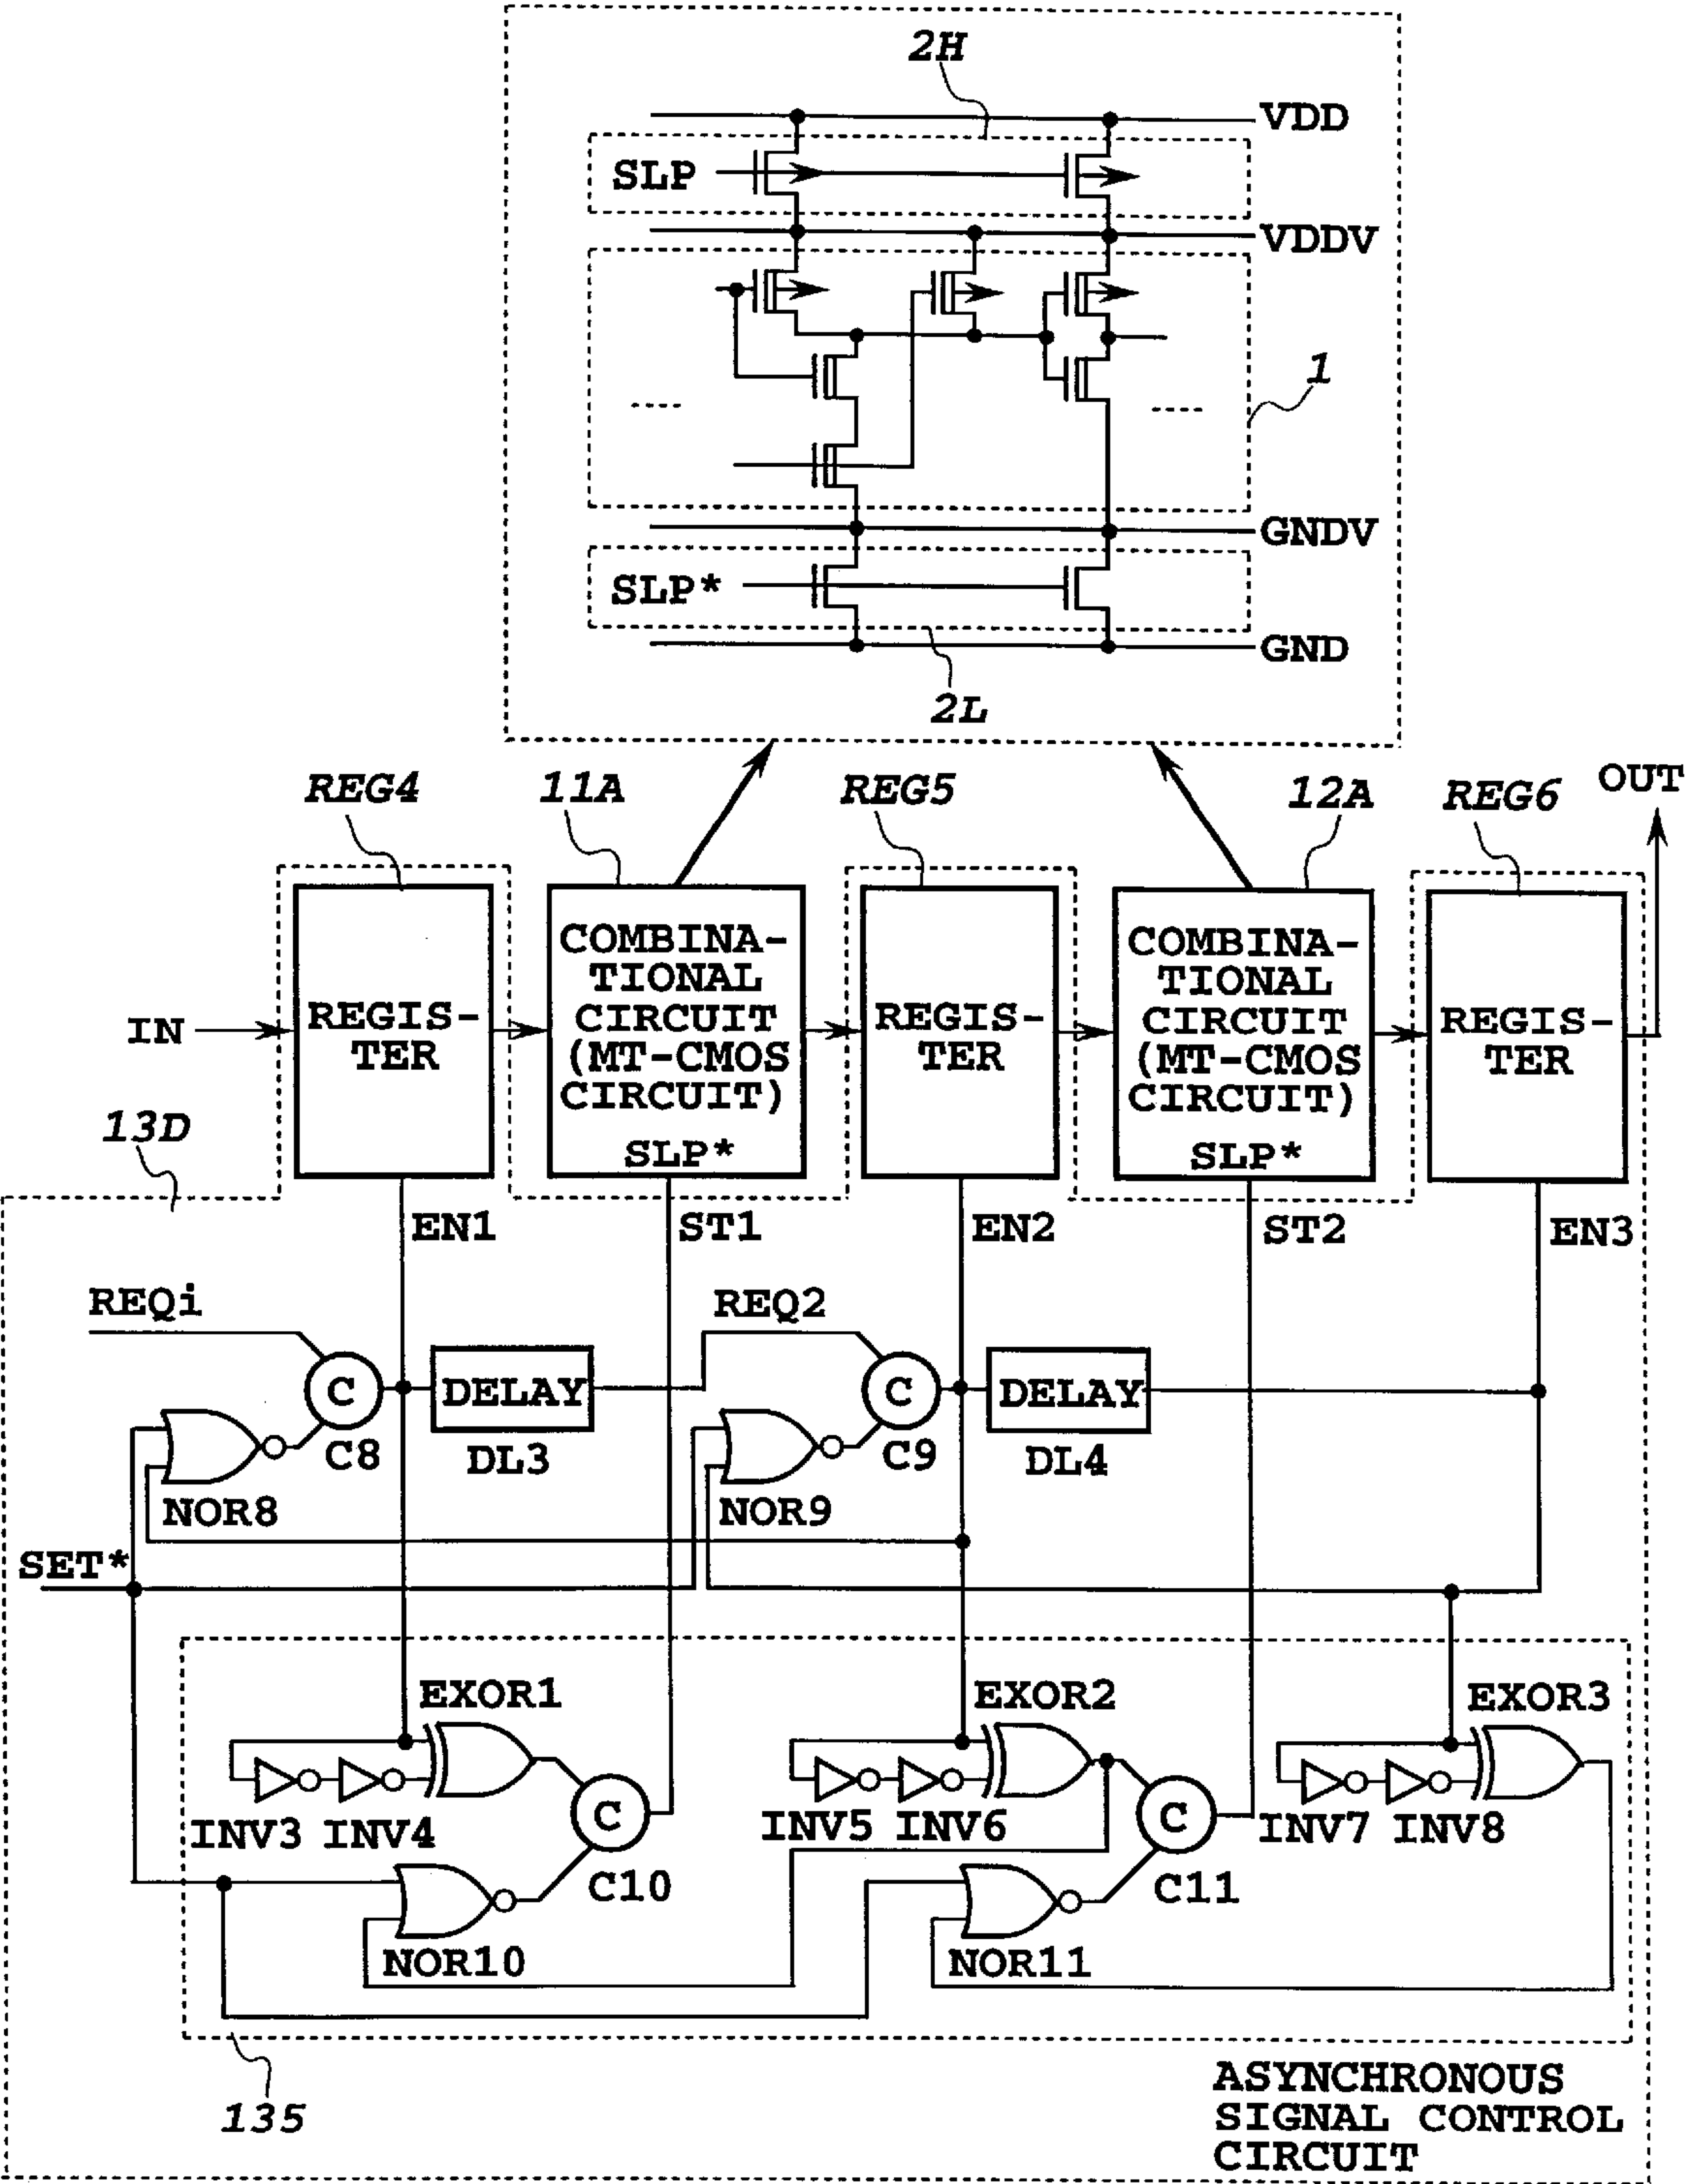 2H
VDD
SLP
VDDV
1
GNDV
SLP*
GND
2L
REG4
11A
REG5
12A
REG6
OUT
IN
REGIS-
TER
COMBINA-
TIONAL
CIRCUIT
(MT-CMOS
CIRCUIT)
SLP*
REGIS-
TER
COMBINA-
TIONAL
CIRCUIT
(MT-CMOS
CIRCUIT)
SLP*
REGIS-
TER
13D
EN1
ST1
EN2
ST2
EN3
REQi
REQ2
C
DELAY
C
DELAY
C8
DL3
C9
DL4
NOR8
NOR9
SET*
EXOR1
EXOR2
EXOR3
INV3
INV4
C
INV5
INV6
C
INV7
INV8
C10
C11
NOR10
NOR11
135
ASYNCHRONOUS
SIGNAL CONTROL
CIRCUIT